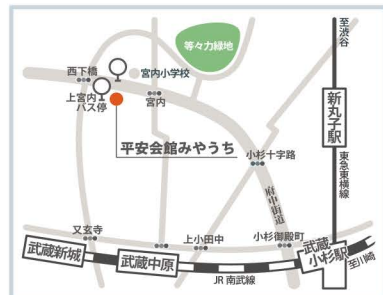 至渋谷
等々力緑地
西下橋
宮内小学校
上宮内
バス停
宮内
新丸子駅
平安会館みやうち
小杉十字路
東急東横線
府中街道
又玄寺
上小田中
小杉御殿町
武蔵
小杉駅
武蔵新城
武蔵中原
JR 南武線
至川崎